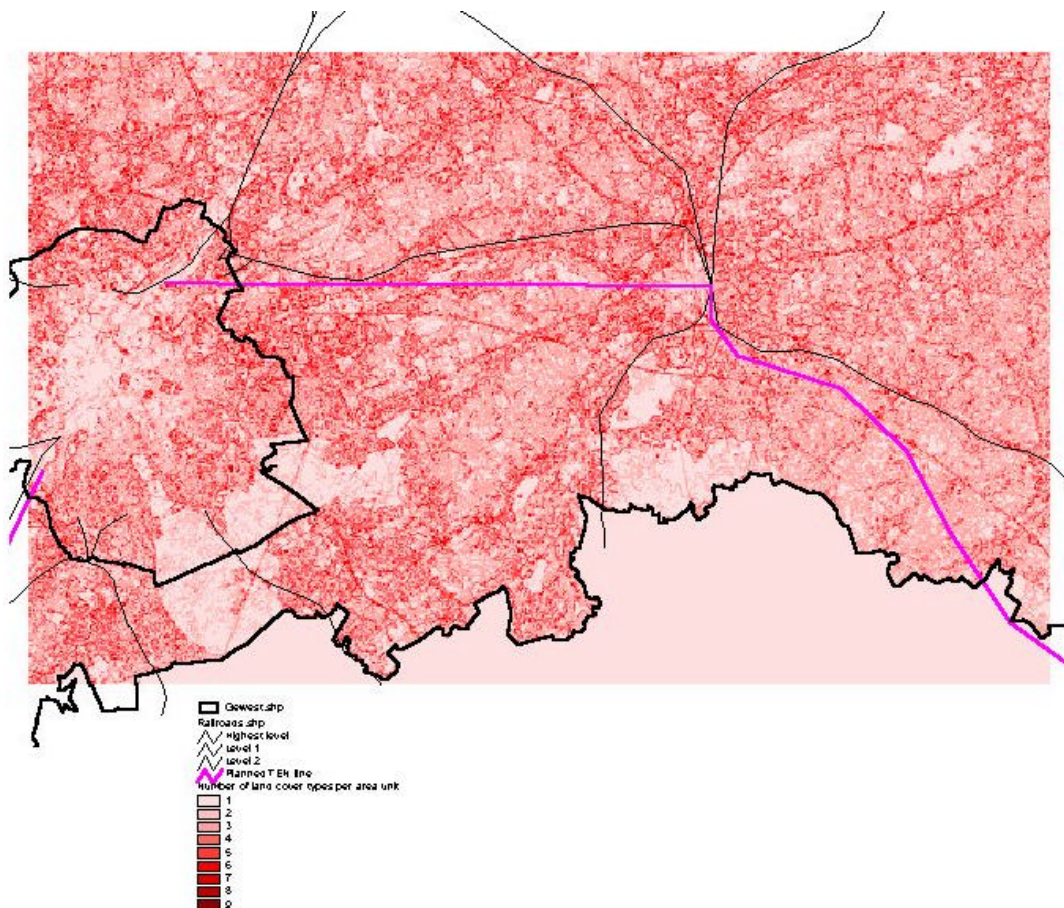 Gewest.shp
Railroads.shp
Highest level
Level 1
Level 2
Planned TEN line
Number of land cover types per area unit
1
2
3
4
5
6
7
8
9